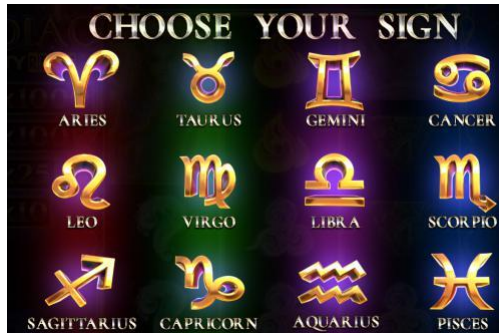 CHOOSE YOUR SIGN
ARIES TAURUS GEMINI CANCER
LEO VIRGO LIBRA SCORPIO
SAGITTARIUS CAPRICORN AQUARIUS PISCES